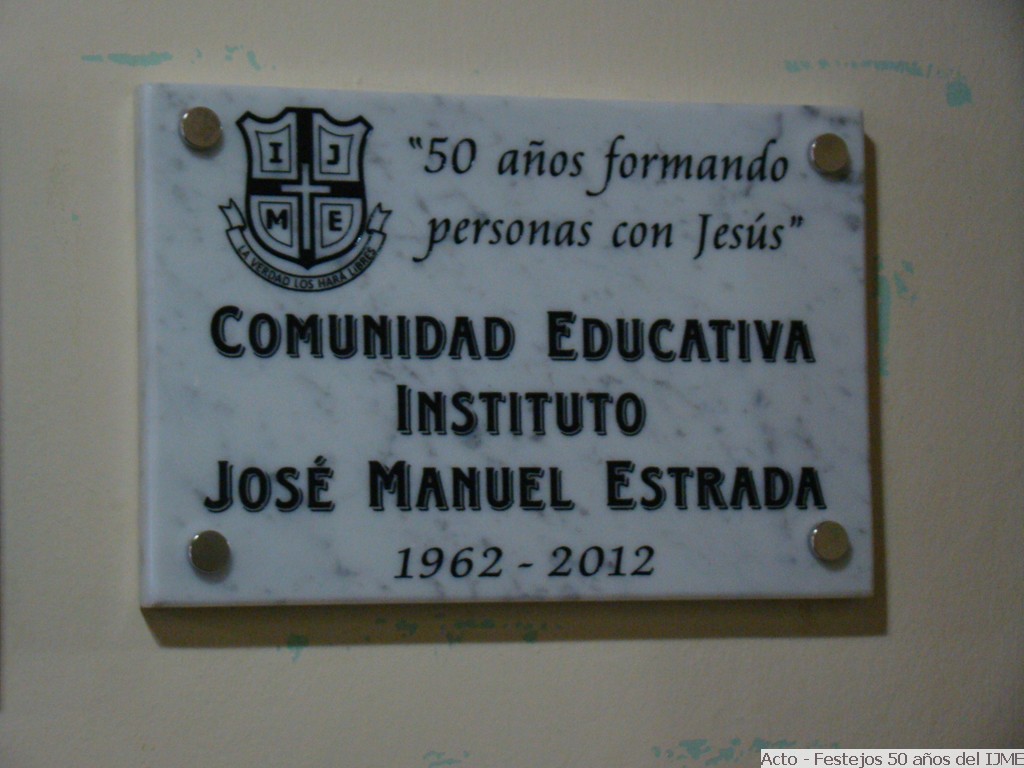 I J
M E
LA VERDAD LOS HARÁ LIBRES
"50 años formando
personas con Jesús"
COMUNIDAD EDUCATIVA
INSTITUTO
JOSÉ MANUEL ESTRADA
1962 - 2012
Acto - Festejos 50 años del IJME